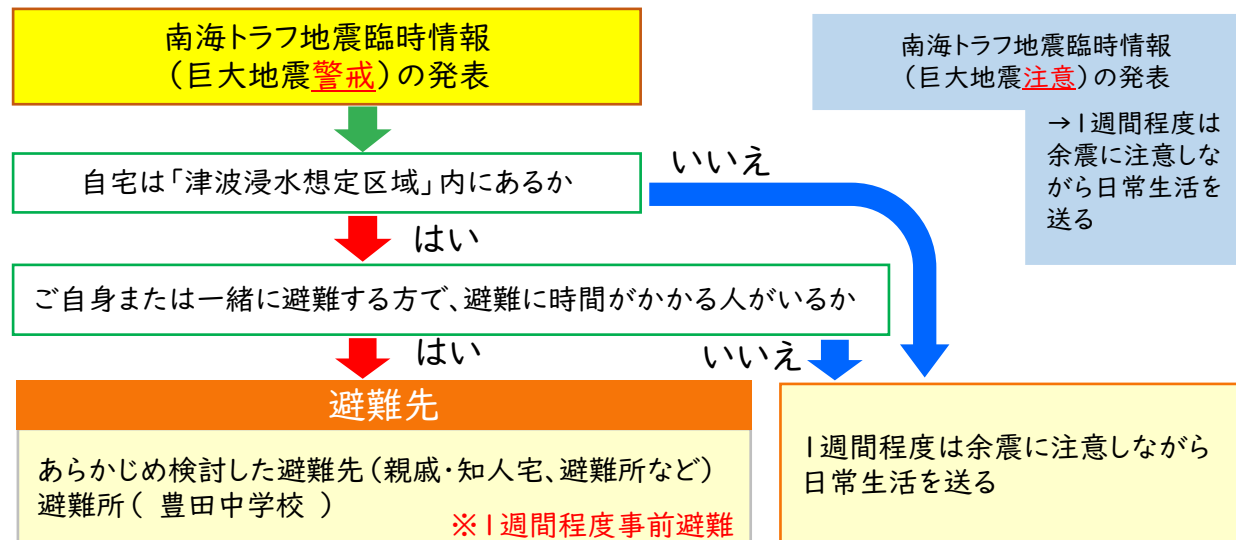 南海トラフ地震臨時情報
（巨大地震警戒）の発表
南海トラフ地震臨時情報
（巨大地震注意）の発表
→1週間程度は
余震に注意しな
がら日常生活を
送る
自宅は「津波浸水想定区域」内にあるか
いいえ
はい
ご自身または一緒に避難する方で、避難に時間がかかる人がいるか
はい
いいえ
避難先
あらかじめ検討した避難先（親戚・知人宅、避難所など）
避難所（ 豊田中学校 ）
※1週間程度事前避難
1週間程度は余震に注意しながら
日常生活を送る